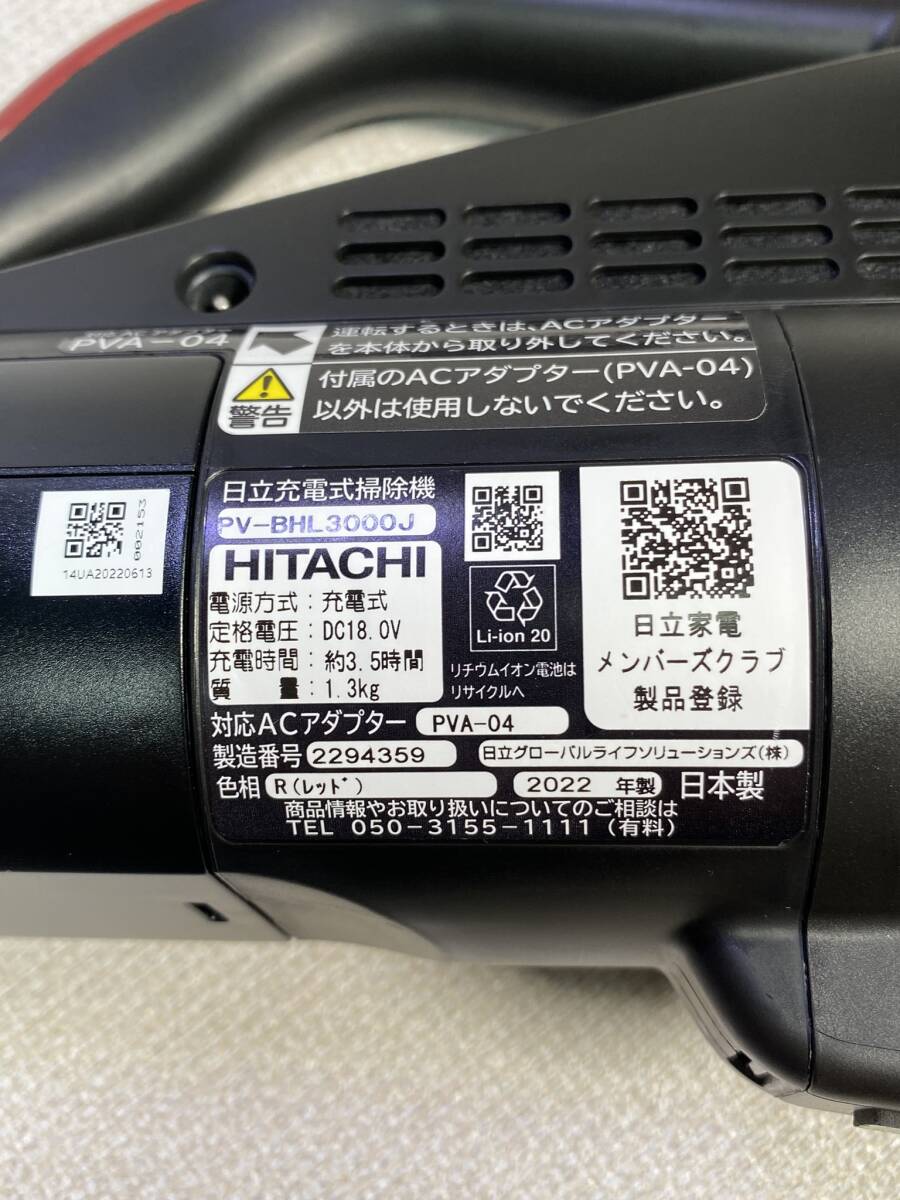 PVA-04
運転するときは、ACアダプター
を本体から取り外してください。
警告
付属のACアダプター(PVA-04)
以外は使用しないでください。
日立充電式掃除機
PV-BHL3000J
HITACHI
電源方式：充電式
定格電圧：DC18.0V
充電時間：約3.5時間
質 量：1.3kg
Li-ion 20
リチウムイオン電池は
リサイクルへ
日立家電
メンバーズクラブ
製品登録
002153
14UA20220613
対応ACアダプター PVA-04
製造番号 2294359 日立グローバルライフソリューションズ(株)
色相 R(レッド) 2022 年製 日本製
商品情報やお取り扱いについてのご相談は
TEL 050-3155-1111 (有料)